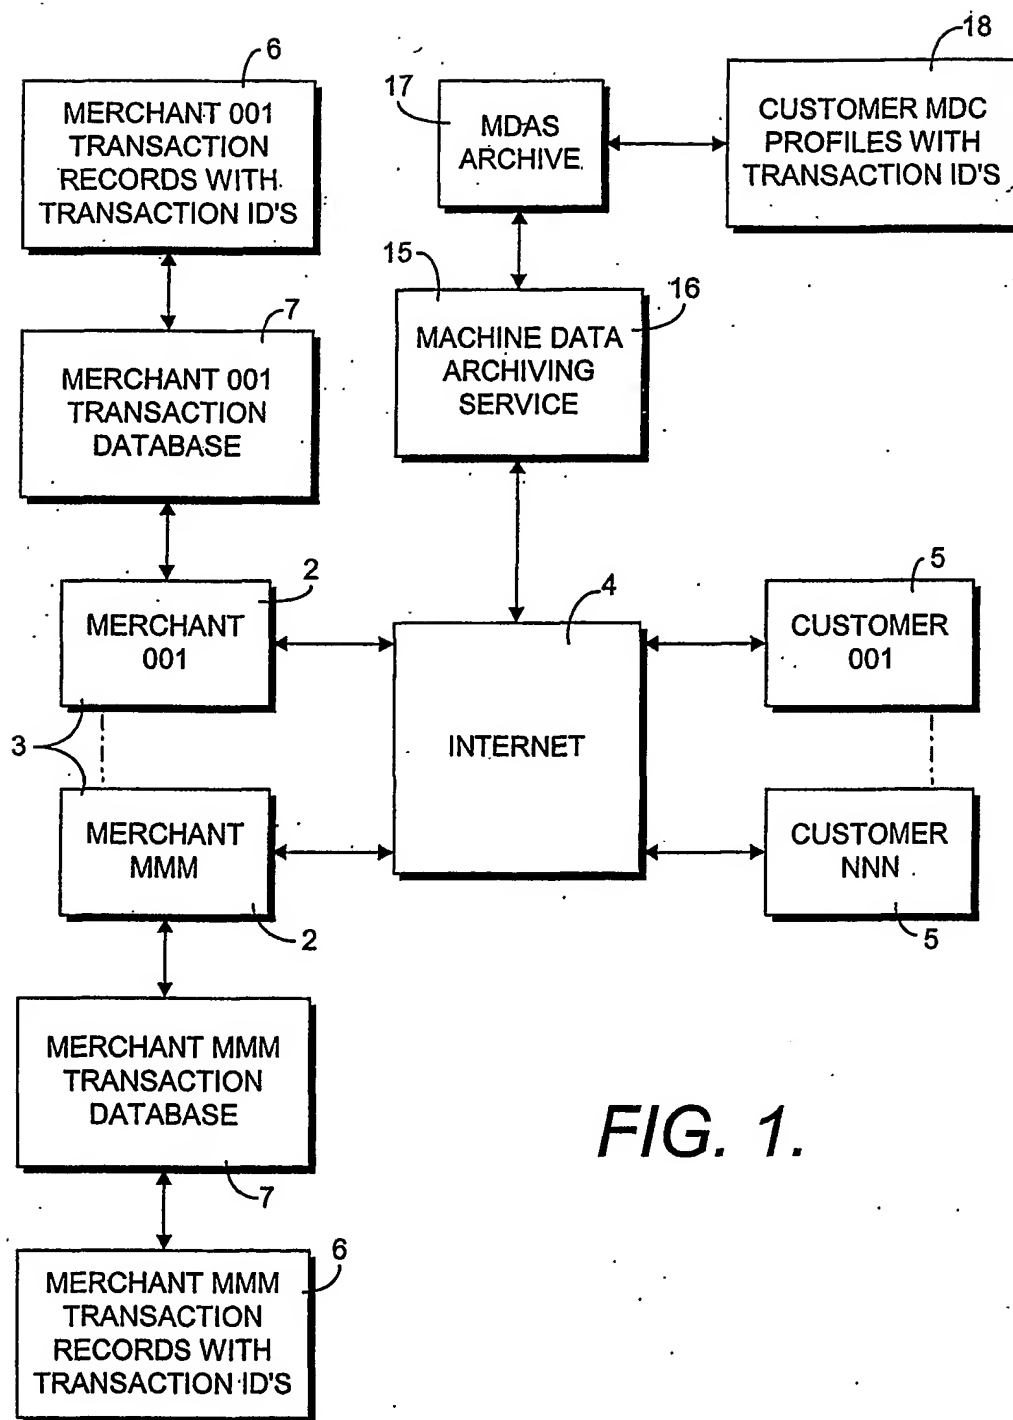 6
MERCHANT 001
TRANSACTION
RECORDS WITH
TRANSACTION ID'S
17
MDAS
ARCHIVE
18
CUSTOMER MDC
PROFILES WITH
TRANSACTION ID'S
7
MERCHANT 001
TRANSACTION
DATABASE
15
16
MACHINE DATA
ARCHIVING
SERVICE
2
MERCHANT
001
4
INTERNET
5
CUSTOMER
001
3
MERCHANT
MMM
2
CUSTOMER
NNN
5
MERCHANT MMM
TRANSACTION
DATABASE
7
FIG. 1.
6
MERCHANT MMM
TRANSACTION
RECORDS WITH
TRANSACTION ID'S